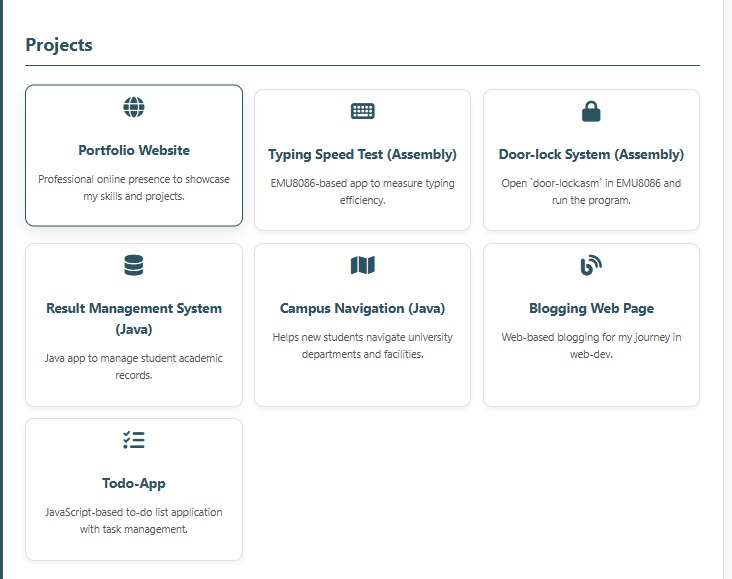 Projects
Portfolio Website
Professional online presence to showcase
my skills and projects.
Typing Speed Test (Assembly)
EMU8086-based app to measure typing
efficiency.
Door-lock System (Assembly)
Open `door-lock.asm` in EMU8086 and
run the program.
Result Management System
(Java)
Java app to manage student academic
records.
Campus Navigation (Java)
Helps new students navigate university
departments and facilities.
Blogging Web Page
Web-based blogging for my journey in
web-dev.
Todo-App
JavaScript-based to-do list application
with task management.